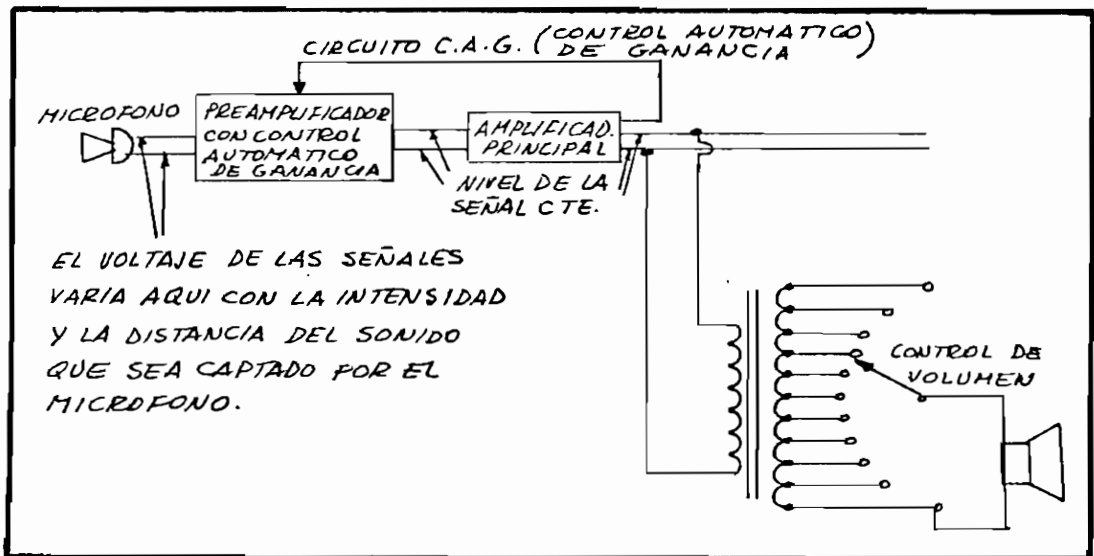 CIRCUITO C.A.G. (CONTROL AUTOMATICO
DE GANANCIA)
MICROFONO
PREAMPLIFICADOR
CON CONTROL
AUTOMATICO
DE GANANCIA
AMPLIFICAD.
PRINCIPAL
NIVEL DE LA
SEÑAL CTE.
EL VOLTAJE DE LAS SEÑALES
VARIA AQUI CON LA INTENSIDAD
Y LA DISTANCIA DEL SONIDO
QUE SEA CAPTADO POR EL
MICROFONO.
CONTROL DE
VOLUMEN